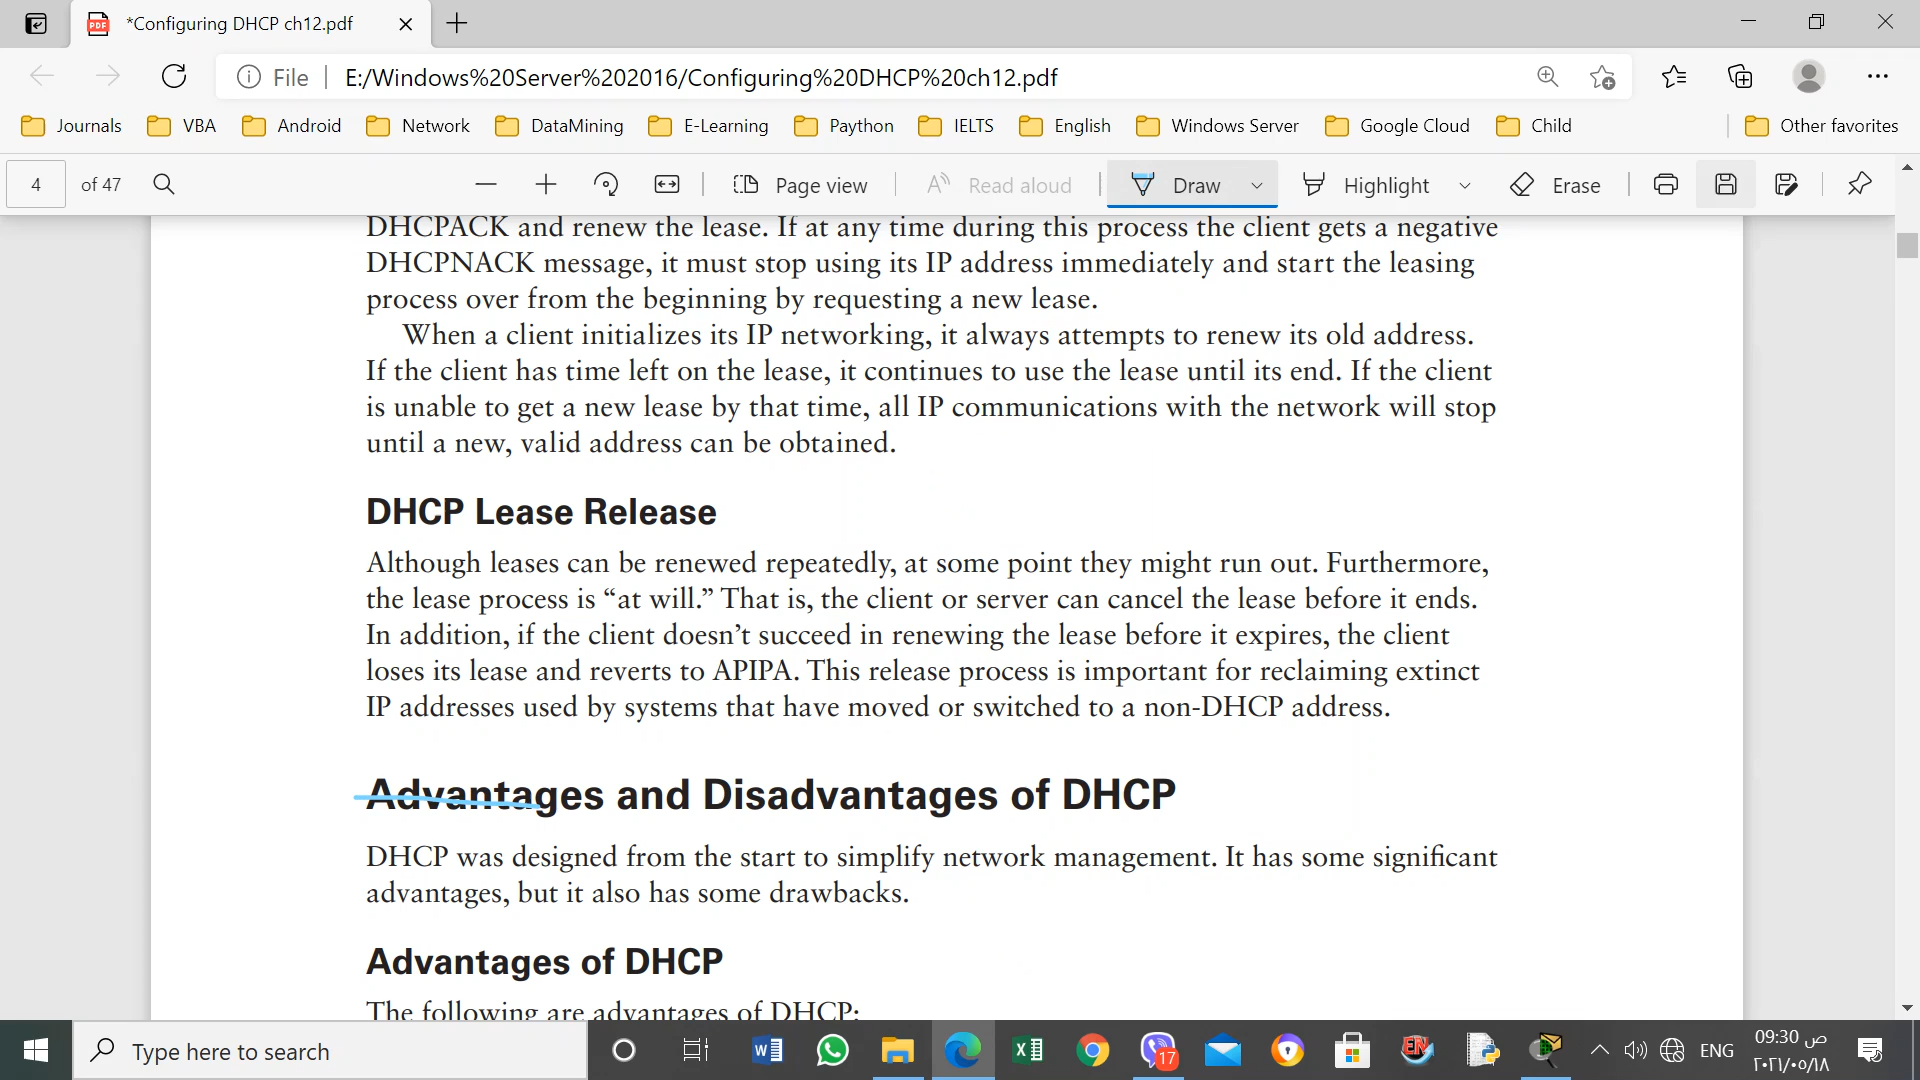 *Configuring DHCP ch12.pdf
File
E:/Windows%20Server%202016/Configuring%20DHCP%20ch12.pdf
Journals
VBA
Android
Network
DataMining
E-Learning
Paython
IELTS
English
Windows Server
Google Cloud
Child
Other favorites
4
of 47
Page view
Read aloud
Draw
Highlight
Erase
DHCPACK and renew the lease. If at any time during this process the client gets a negative
DHCPNACK message, it must stop using its IP address immediately and start the leasing
process over from the beginning by requesting a new lease.
When a client initializes its IP networking, it always attempts to renew its old address.
If the client has time left on the lease, it continues to use the lease until its end. If the client
is unable to get a new lease by that time, all IP communications with the network will stop
until a new, valid address can be obtained.
DHCP Lease Release
Although leases can be renewed repeatedly, at some point they might run out. Furthermore,
the lease process is “at will.” That is, the client or server can cancel the lease before it ends.
In addition, if the client doesn’t succeed in renewing the lease before it expires, the client
loses its lease and reverts to APIPA. This release process is important for reclaiming extinct
IP addresses used by systems that have moved or switched to a non-DHCP address.
Advantages and Disadvantages of DHCP
DHCP was designed from the start to simplify network management. It has some significant
advantages, but it also has some drawbacks.
Advantages of DHCP
The following are advantages of DHCP:
Type here to search
17
ENG
09:30 ص
٢٠٢١/٠٥/١٨